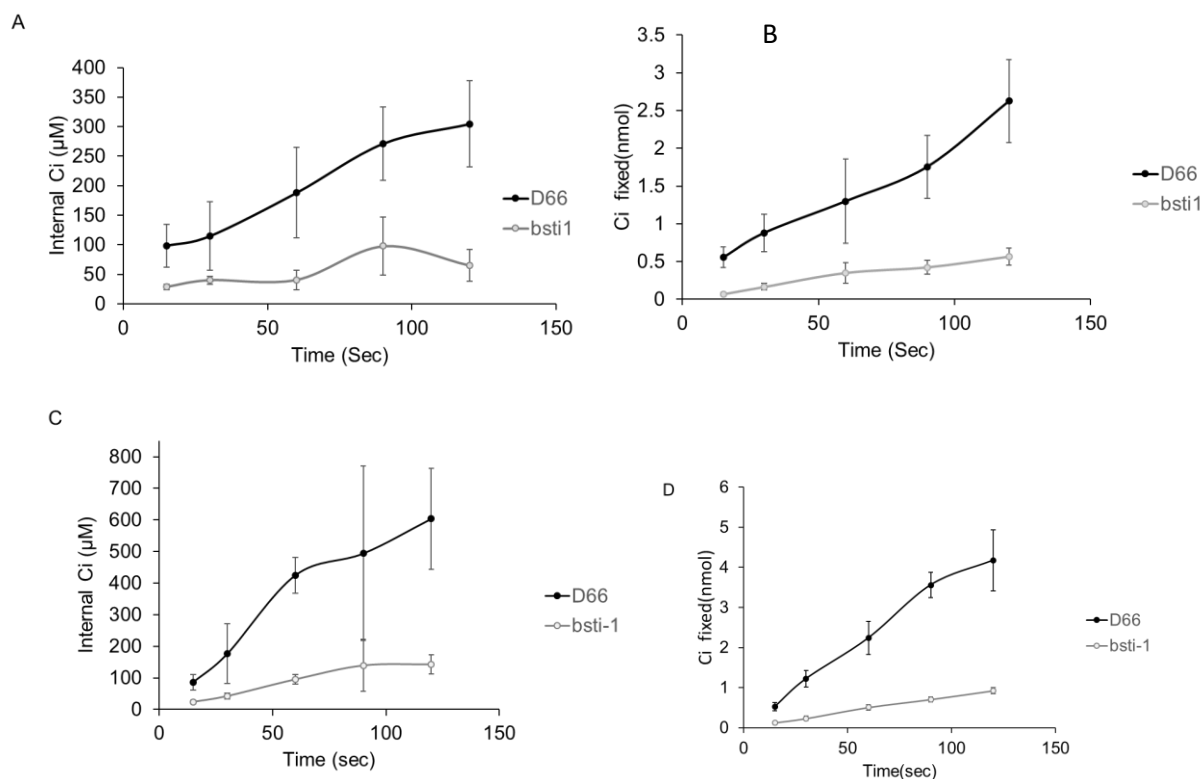 A
Internal Ci (µM)
400
350
300
250
200
150
100
50
0
0 50 100 150
Time (Sec)
D66
bsti1
B
Ci fixed(nmol)
3.5
3
2.5
2
1.5
1
0.5
0
0 50 100 150
Time (Sec)
D66
bsti1
C
Internal Ci (µM)
800
700
600
500
400
300
200
100
0
0 50 100 150
Time (sec)
D66
bsti-1
D
Ci fixed(nmol)
6
5
4
3
2
1
0
0 50 100 150
Time(sec)
D66
bsti-1